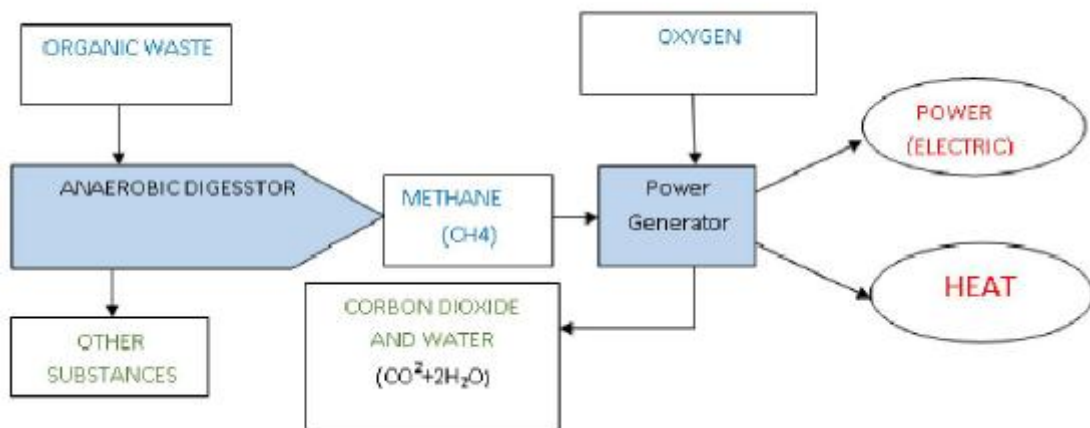 ORGANIC WASTE
OXYGEN
POWER
(ELECTRIC)
ANAEROBIC DIGESSTOR
METHANE
(CH4)
Power
Generator
HEAT
CORBON DIOXIDE
AND WATER
(CO²+2H₂O)
OTHER
SUBSTANCES